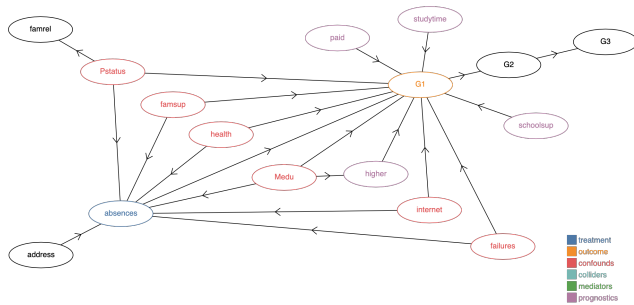 studytime
G3
famrel
paid
G2
Pstatus
G1
famsup
schoolsup
health
Medu
higher
internet
absences
failures
address
treatment
outcome
confounds
colliders
mediators
prognostics